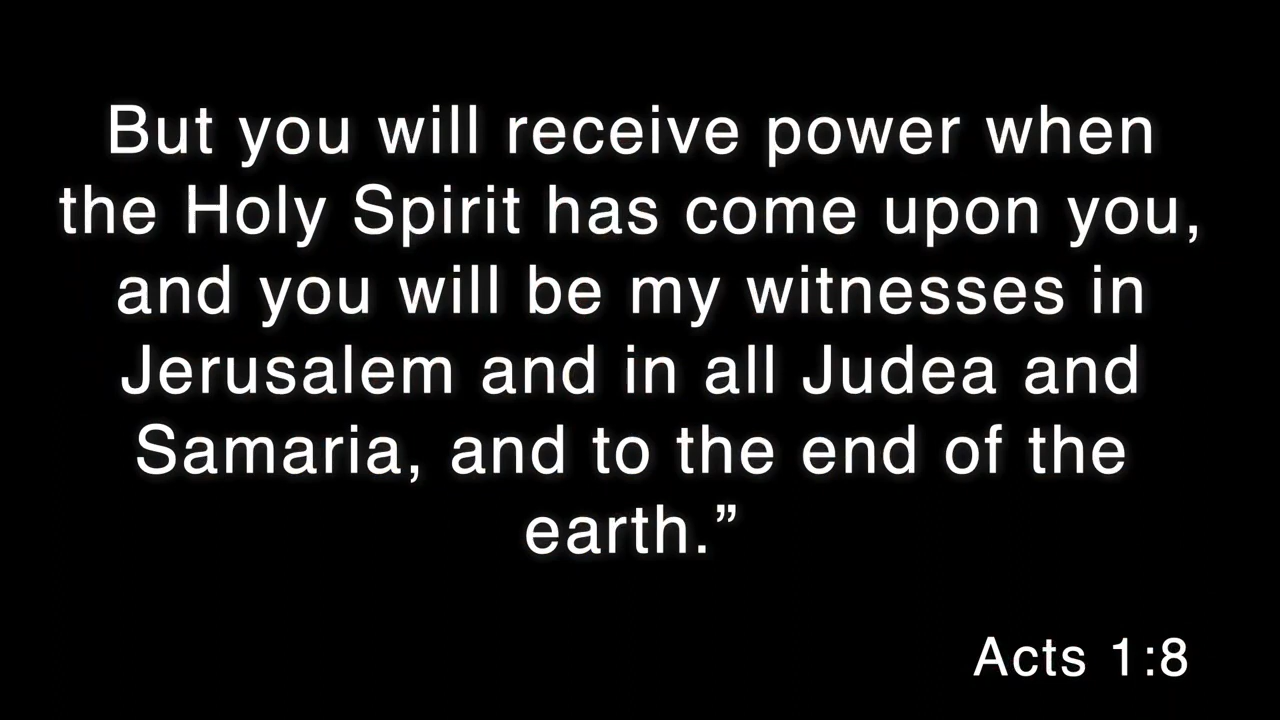 But you will receive power when
the Holy Spirit has come upon you,
and you will be my witnesses in
Jerusalem and in all Judea and
Samaria, and to the end of the
earth.”
Acts 1:8